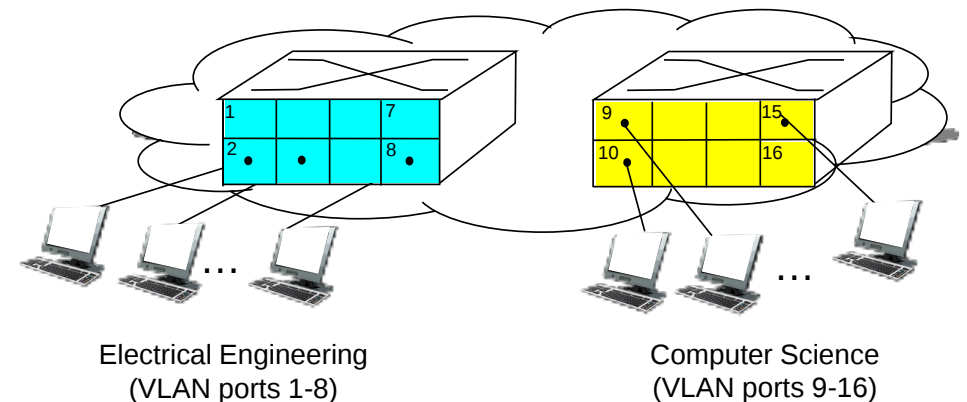 1 7
2 8
9 15
10 16
...
...
Electrical Engineering
(VLAN ports 1-8)
Computer Science
(VLAN ports 9-16)